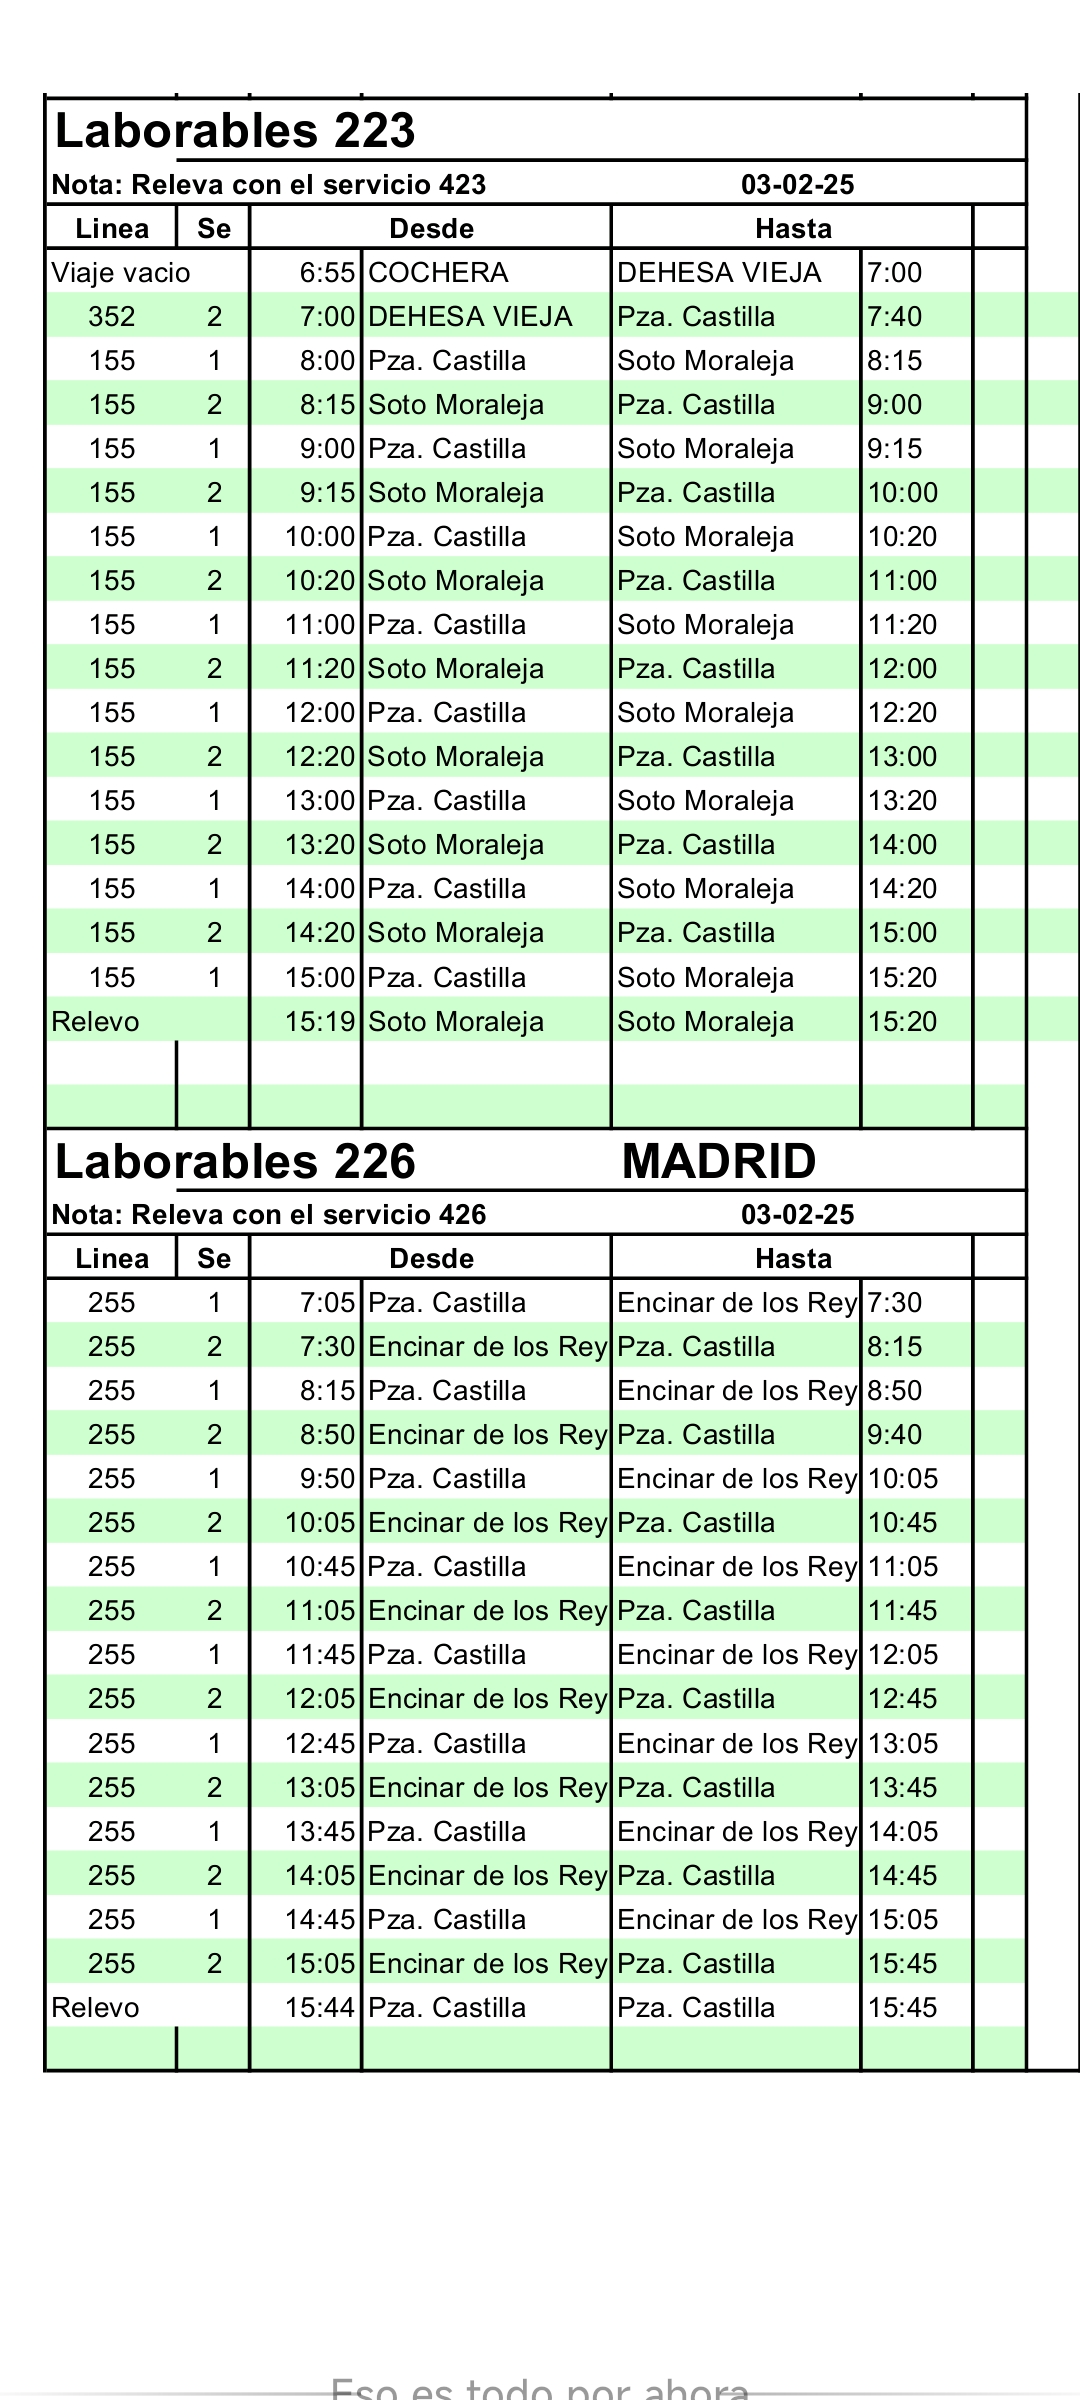 Laborables 223
Nota: Releva con el servicio 423 03-02-25
Linea Se Desde Hasta
Viaje vacio 6:55 COCHERA DEHESA VIEJA 7:00
352 2 7:00 DEHESA VIEJA Pza. Castilla 7:40
155 1 8:00 Pza. Castilla Soto Moraleja 8:15
155 2 8:15 Soto Moraleja Pza. Castilla 9:00
155 1 9:00 Pza. Castilla Soto Moraleja 9:15
155 2 9:15 Soto Moraleja Pza. Castilla 10:00
155 1 10:00 Pza. Castilla Soto Moraleja 10:20
155 2 10:20 Soto Moraleja Pza. Castilla 11:00
155 1 11:00 Pza. Castilla Soto Moraleja 11:20
155 2 11:20 Soto Moraleja Pza. Castilla 12:00
155 1 12:00 Pza. Castilla Soto Moraleja 12:20
155 2 12:20 Soto Moraleja Pza. Castilla 13:00
155 1 13:00 Pza. Castilla Soto Moraleja 13:20
155 2 13:20 Soto Moraleja Pza. Castilla 14:00
155 1 14:00 Pza. Castilla Soto Moraleja 14:20
155 2 14:20 Soto Moraleja Pza. Castilla 15:00
155 1 15:00 Pza. Castilla Soto Moraleja 15:20
Relevo 15:19 Soto Moraleja Soto Moraleja 15:20
Laborables 226 MADRID
Nota: Releva con el servicio 426 03-02-25
Linea Se Desde Hasta
255 1 7:05 Pza. Castilla Encinar de los Rey 7:30
255 2 7:30 Encinar de los Rey Pza. Castilla 8:15
255 1 8:15 Pza. Castilla Encinar de los Rey 8:50
255 2 8:50 Encinar de los Rey Pza. Castilla 9:40
255 1 9:50 Pza. Castilla Encinar de los Rey 10:05
255 2 10:05 Encinar de los Rey Pza. Castilla 10:45
255 1 10:45 Pza. Castilla Encinar de los Rey 11:05
255 2 11:05 Encinar de los Rey Pza. Castilla 11:45
255 1 11:45 Pza. Castilla Encinar de los Rey 12:05
255 2 12:05 Encinar de los Rey Pza. Castilla 12:45
255 1 12:45 Pza. Castilla Encinar de los Rey 13:05
255 2 13:05 Encinar de los Rey Pza. Castilla 13:45
255 1 13:45 Pza. Castilla Encinar de los Rey 14:05
255 2 14:05 Encinar de los Rey Pza. Castilla 14:45
255 1 14:45 Pza. Castilla Encinar de los Rey 15:05
255 2 15:05 Encinar de los Rey Pza. Castilla 15:45
Relevo 15:44 Pza. Castilla Pza. Castilla 15:45
Eso es todo por ahora